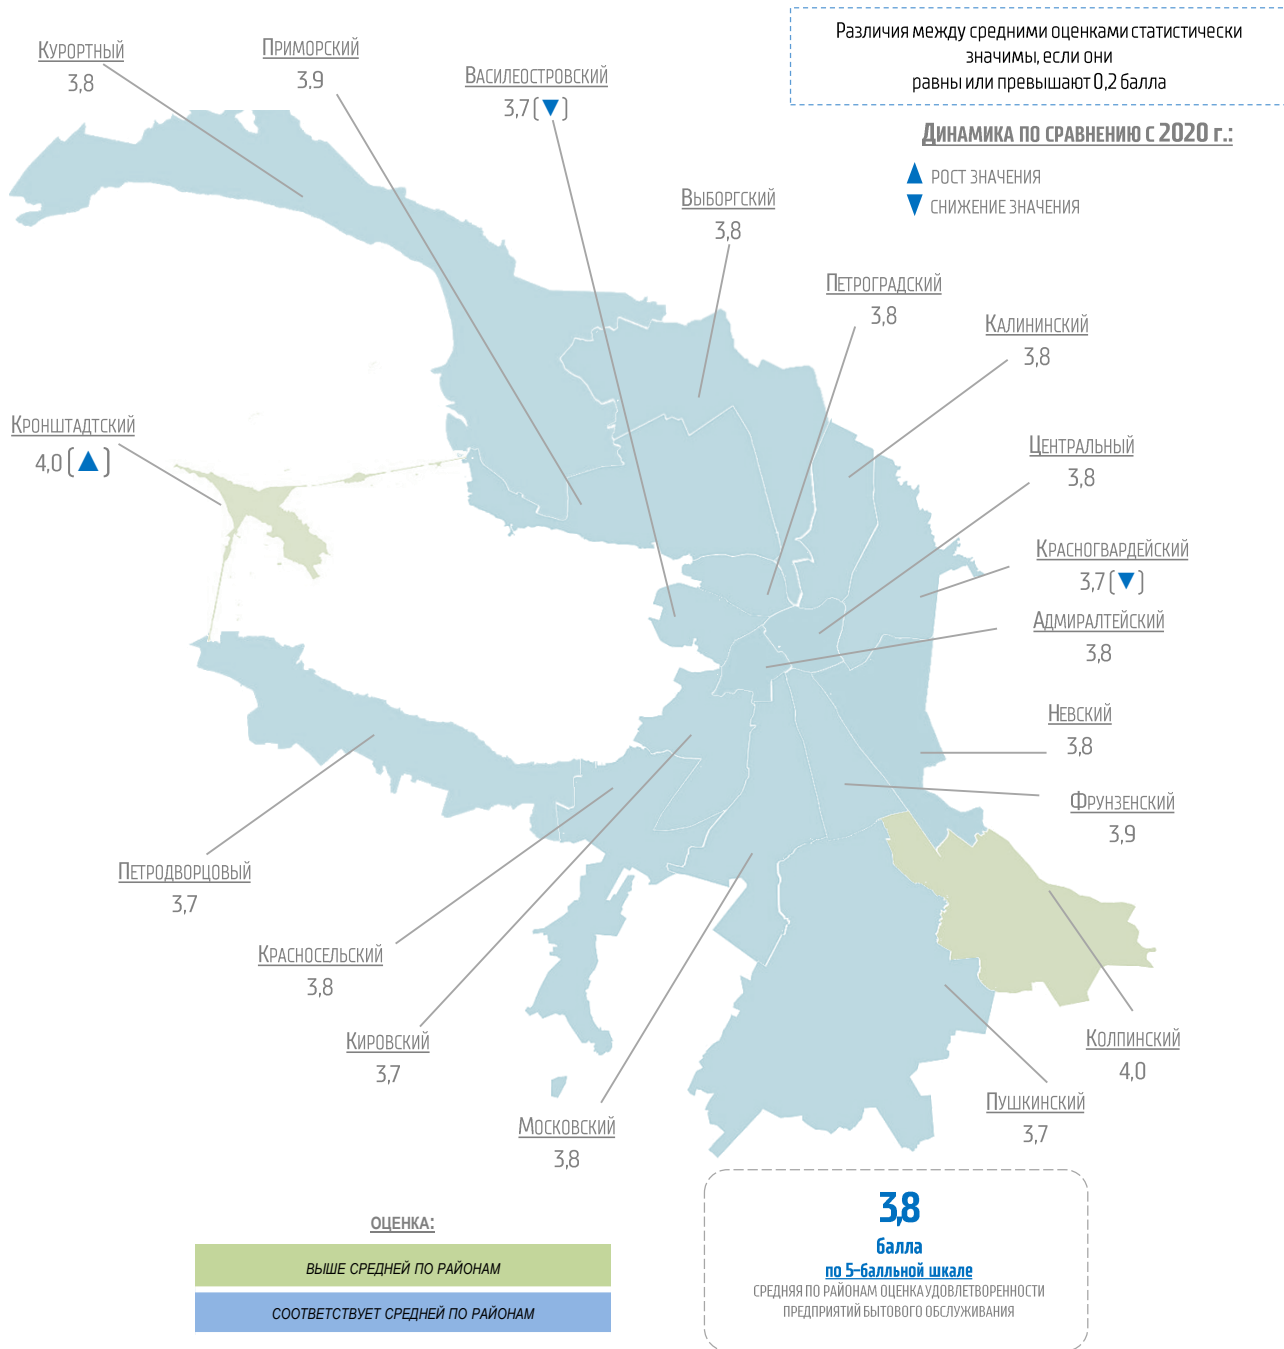 Различия между средними оценками статистически
значимы, если они
равны или превышают 0,2 балла
Динамика по сравнению с 2020 г.:
рост значения
снижение значения
Курортный
3,8
Приморский
3,9
Василеостровский
3,7 (▼)
Выборгский
3,8
Петроградский
3,8
Калининский
3,8
Кронштадтский
4,0 (▲)
Центральный
3,8
Красногвардейский
3,7 (▼)
Адмиралтейский
3,8
Невский
3,8
Фрунзенский
3,9
Петродворцовый
3,7
Красносельский
3,8
Кировский
3,7
Московский
3,8
Колпинский
4,0
Пушкинский
3,7
ОЦЕНКА:
ВЫШЕ СРЕДНЕЙ ПО РАЙОНАМ
СООТВЕТСТВУЕТ СРЕДНЕЙ ПО РАЙОНАМ
3,8
балла
по 5-балльной шкале
СРЕДНЯЯ ПО РАЙОНАМ ОЦЕНКА УДОВЛЕТВОРЕННОСТИ
ПРЕДПРИЯТИЙ БЫТОВОГО ОБСЛУЖИВАНИЯ